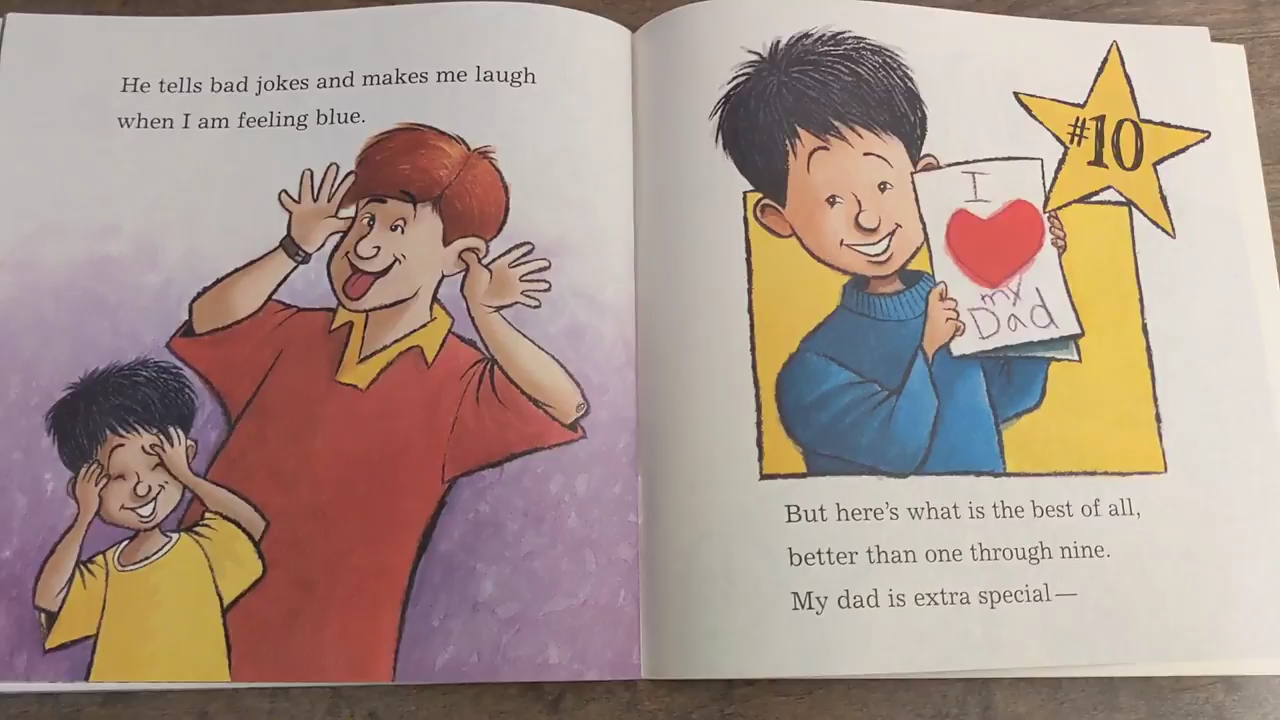 He tells bad jokes and makes me laugh
when I am feeling blue.
#10
I
my
Dad
But here's what is the best of all,
better than one through nine.
My dad is extra special—